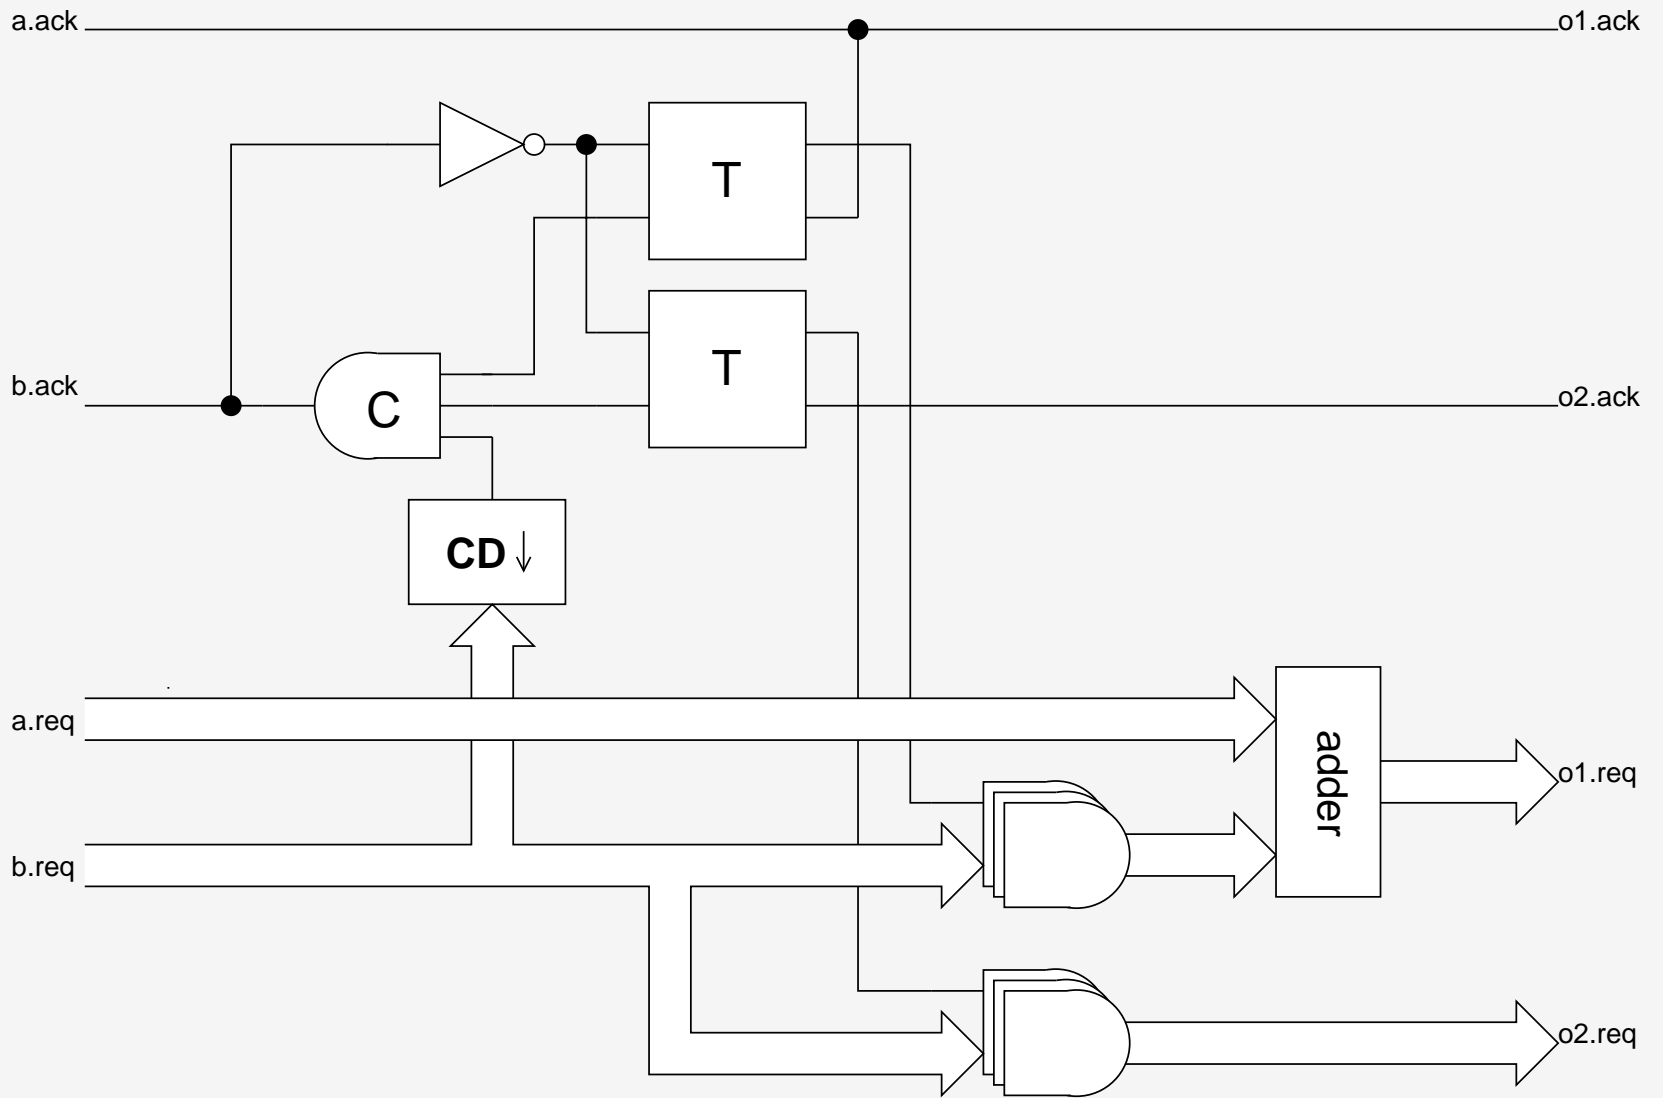 a.ack
o1.ack
T
T
b.ack
C
o2.ack
CD↓
a.req
adder
o1.req
b.req
o2.req